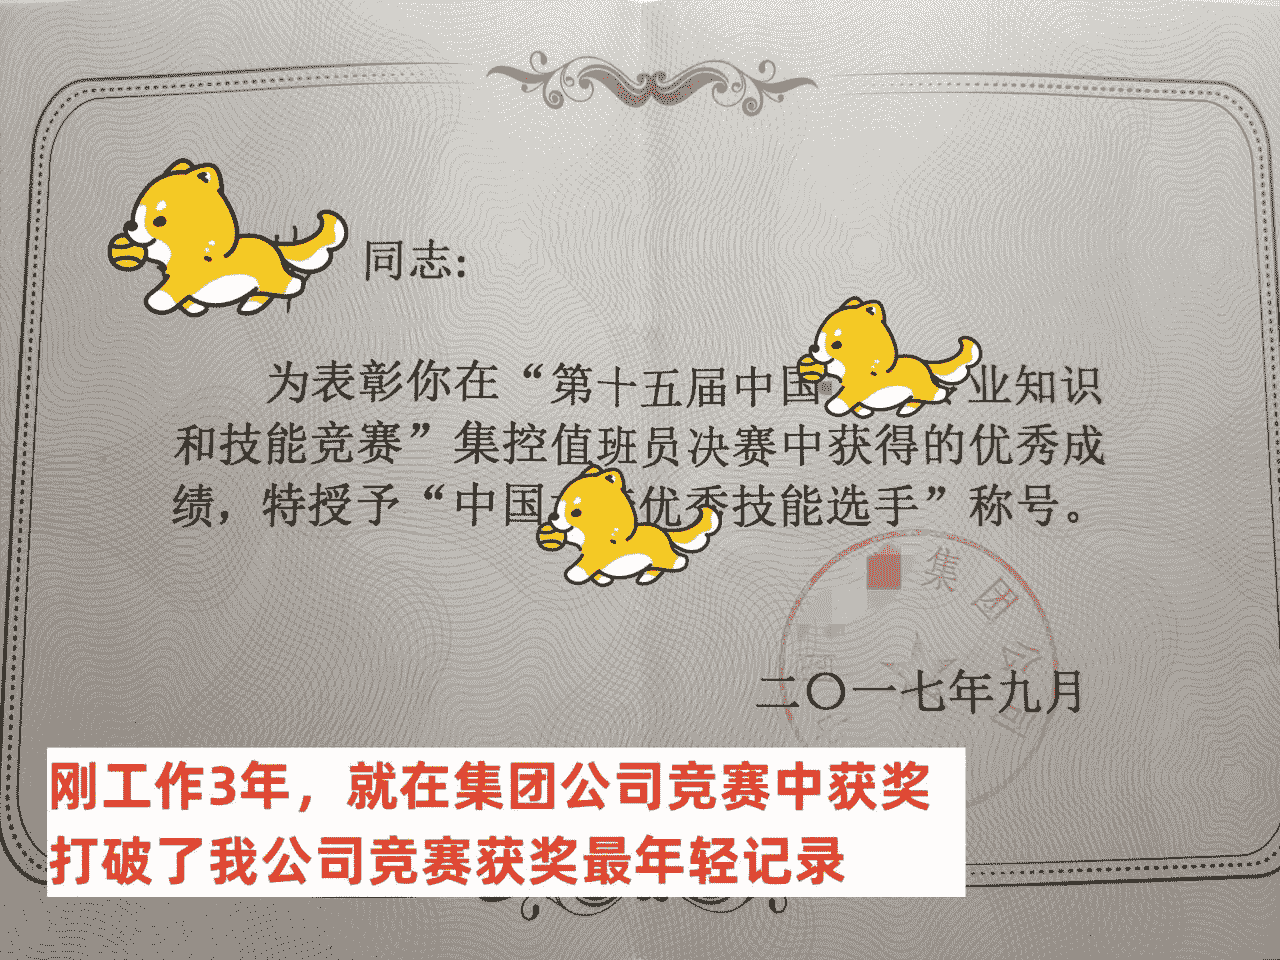 同志:
为表彰你在“第十五届中国 业知识
和技能竞赛”集控值班员决赛中获得的优秀成
绩，特授予“中国 优秀技能选手”称号。
集团公司
二〇一七年九月
刚工作3年，就在集团公司竞赛中获奖
打破了我公司竞赛获奖最年轻记录